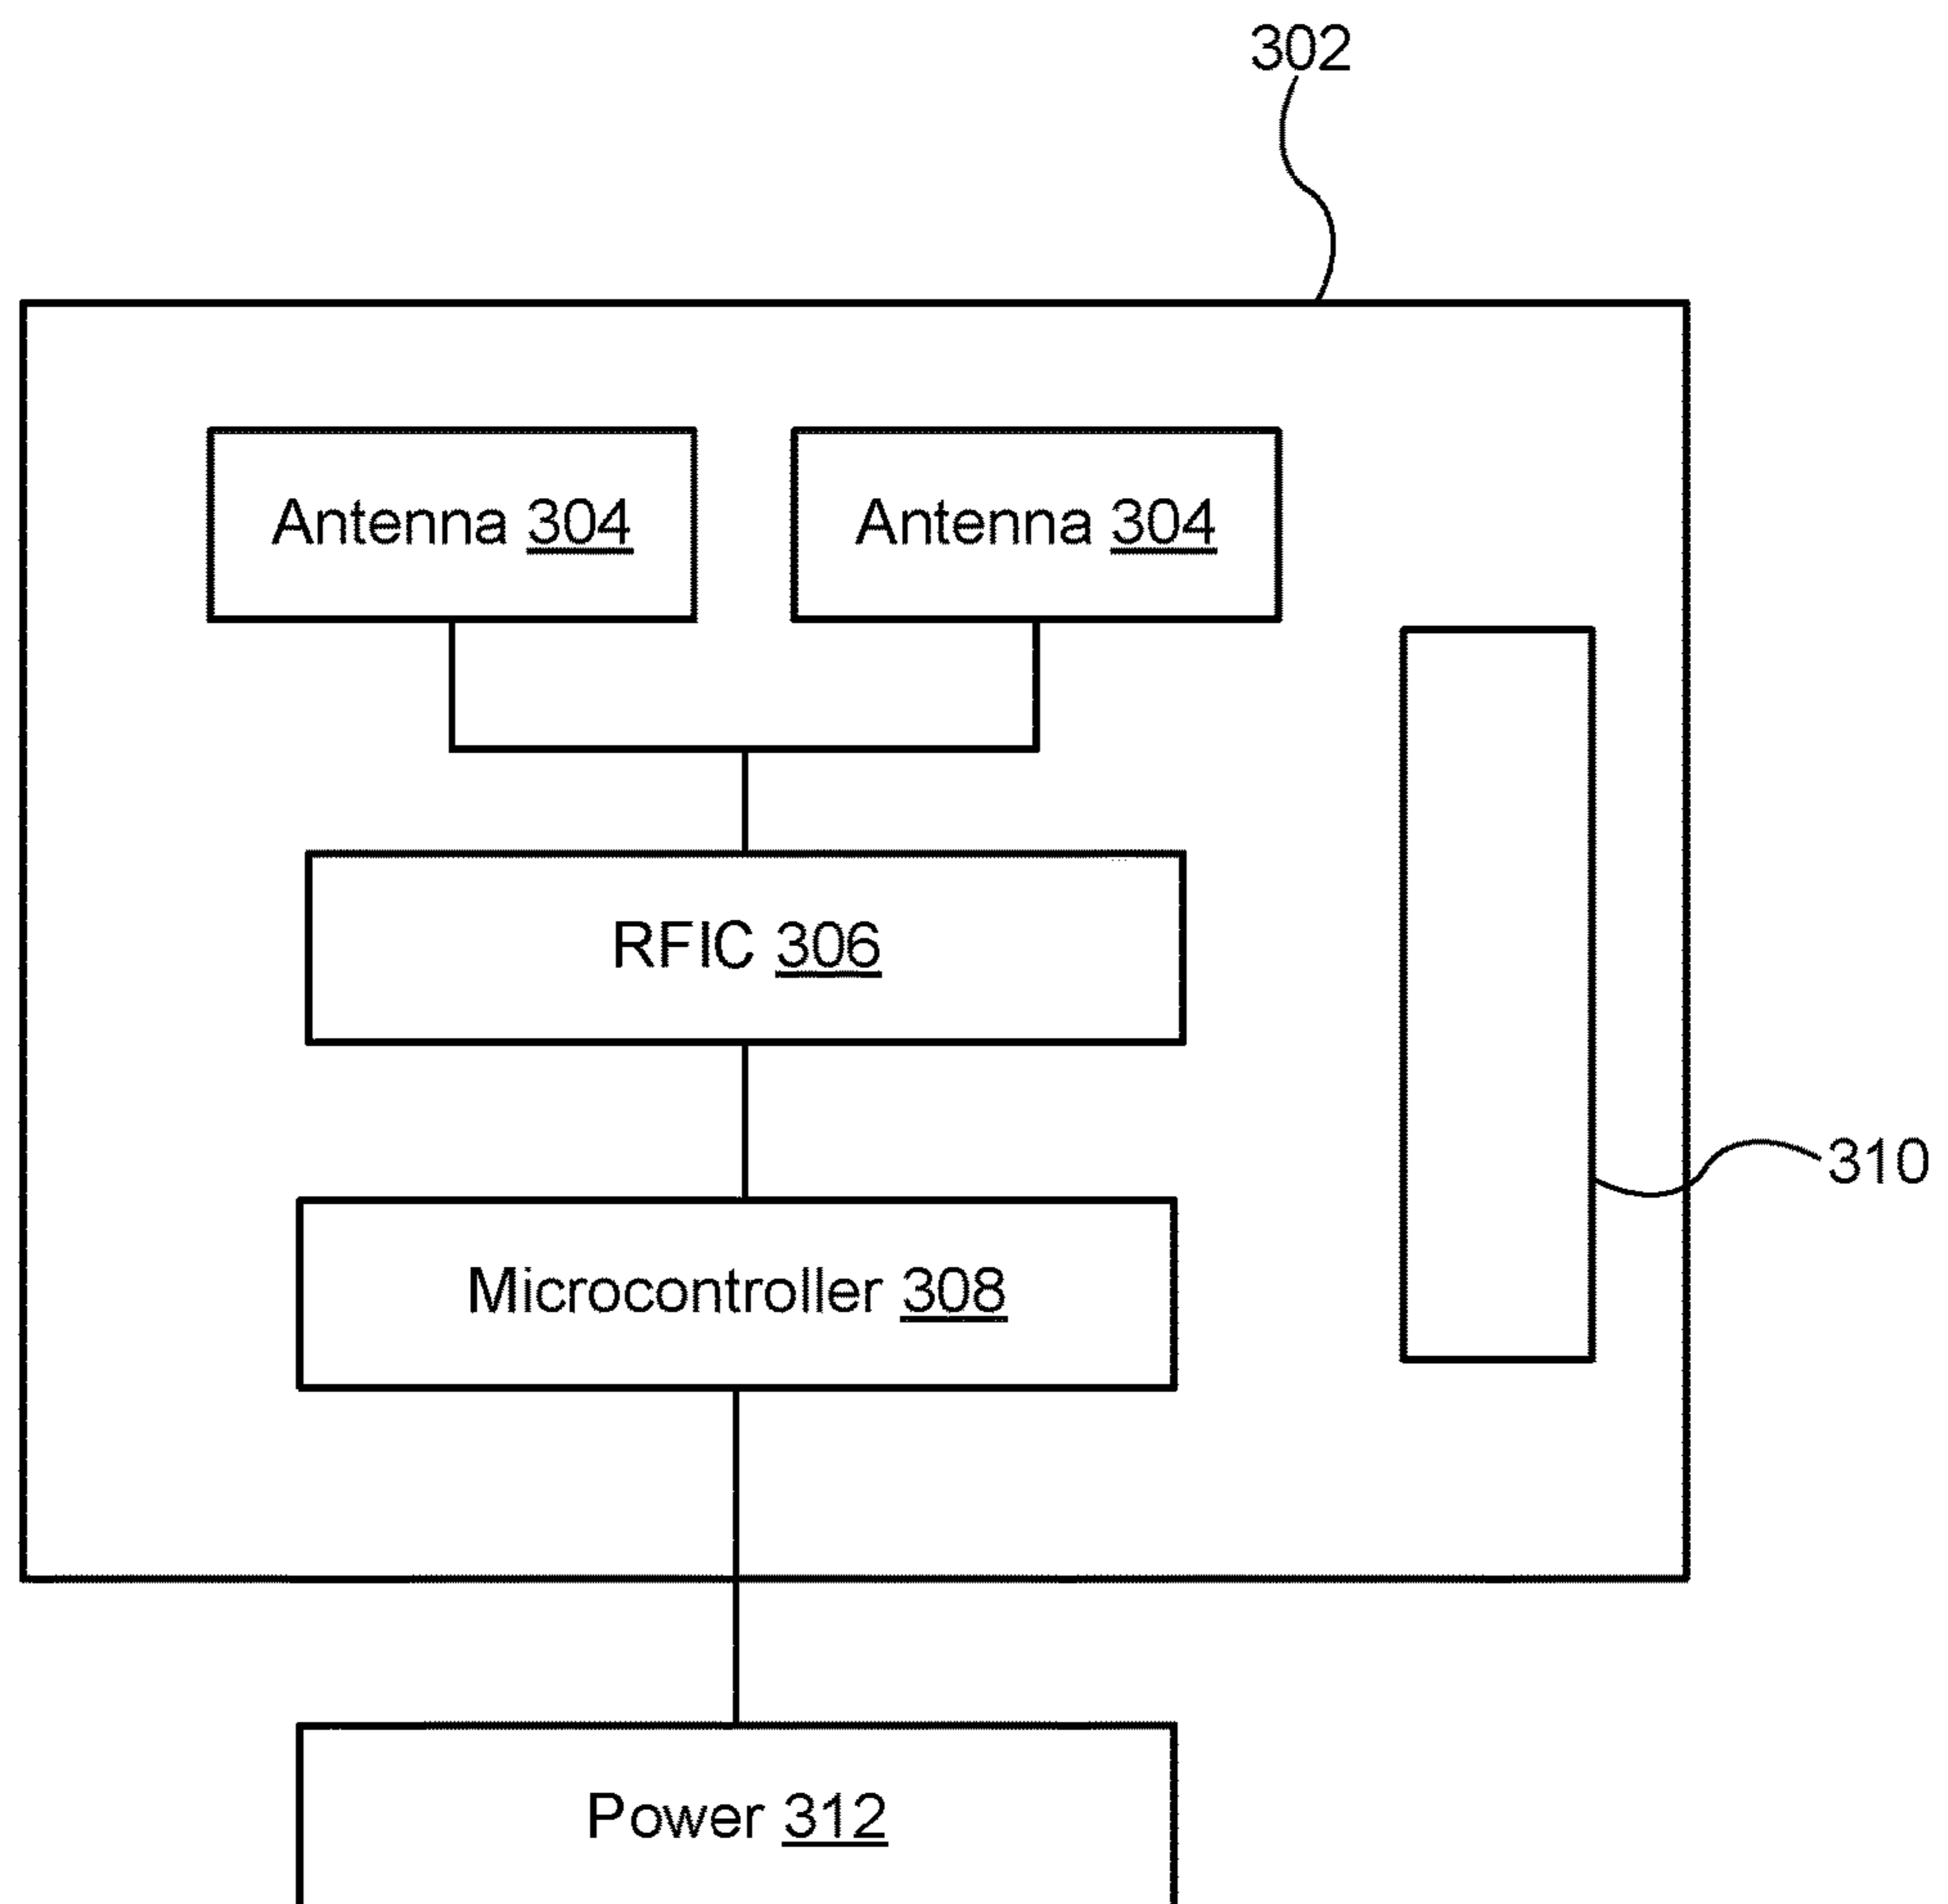 302
Antenna 304
Antenna 304
RFIC 306
310
Microcontroller 308
Power 312